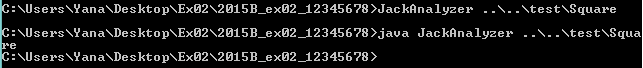 C:\Users\Yana\Desktop\Ex02\2015B_ex02_12345678>JackAnalyzer ..\..\test\Square
C:\Users\Yana\Desktop\Ex02\2015B_ex02_12345678>java JackAnalyzer ..\..\test\Squa
re
C:\Users\Yana\Desktop\Ex02\2015B_ex02_12345678>